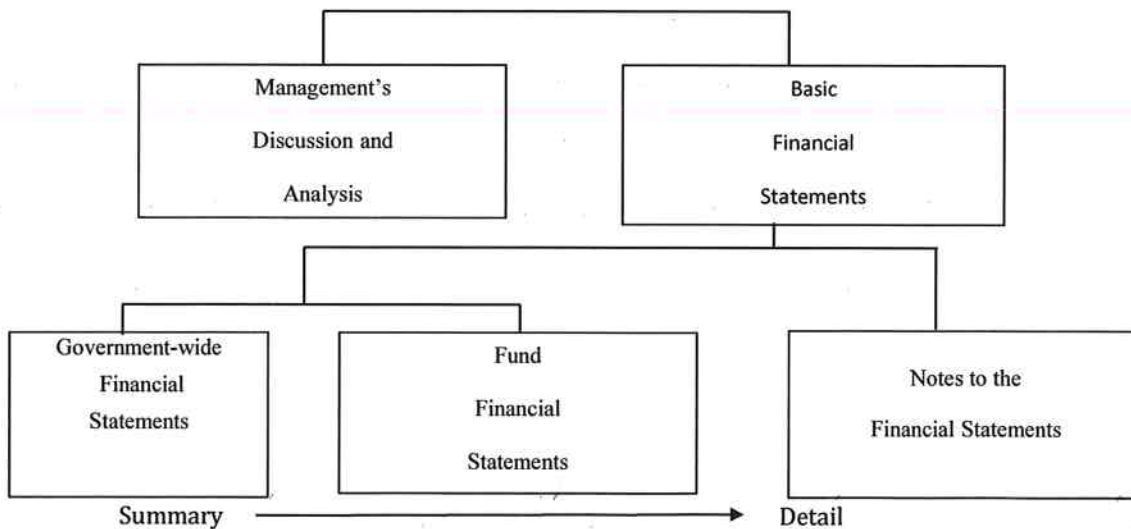 Management's
Discussion and
Analysis
Basic
Financial
Statements
Government-wide
Financial
Statements
Fund
Financial
Statements
Notes to the
Financial Statements
Summary
Detail